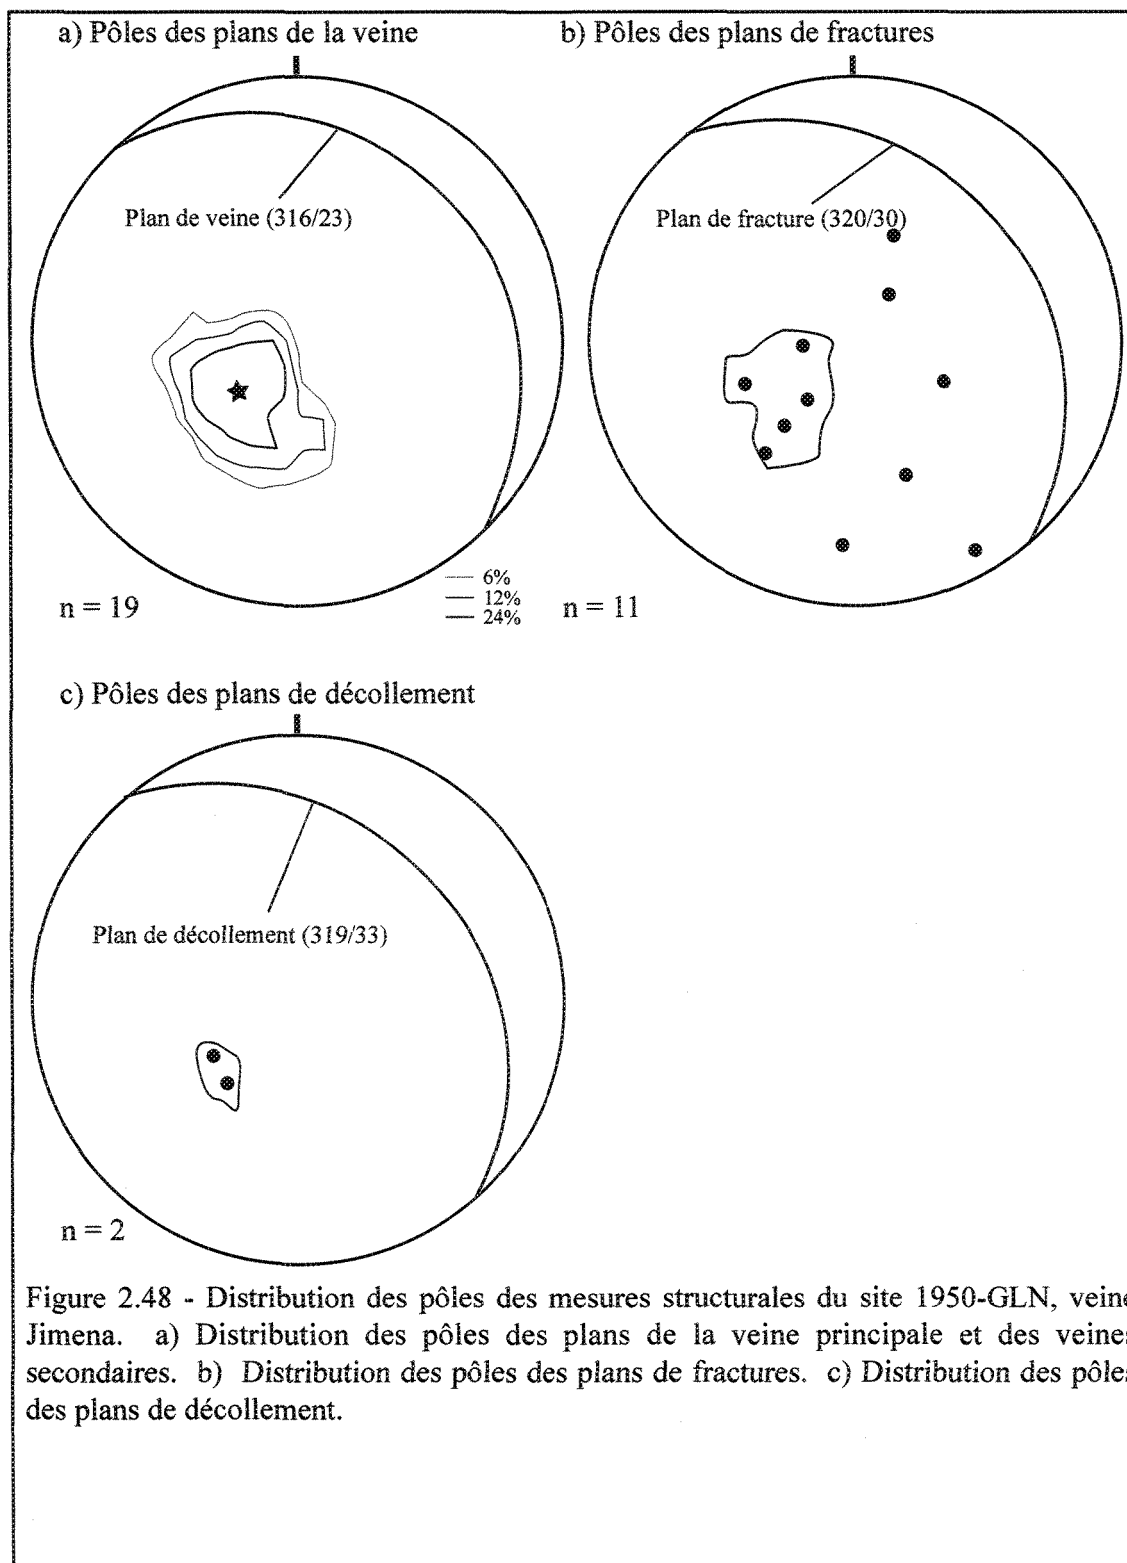 a) Pôles des plans de la veine
b) Pôles des plans de fractures
Plan de veine (316/23)
Plan de fracture (320/30)
6%
12%
24%
n = 19
n = 11
c) Pôles des plans de décollement
Plan de décollement (319/33)
n = 2
Figure 2.48 - Distribution des pôles des mesures structurales du site 1950-GLN, veine
Jimena. a) Distribution des pôles des plans de la veine principale et des veines
secondaires. b) Distribution des pôles des plans de fractures. c) Distribution des pôles
des plans de décollement.